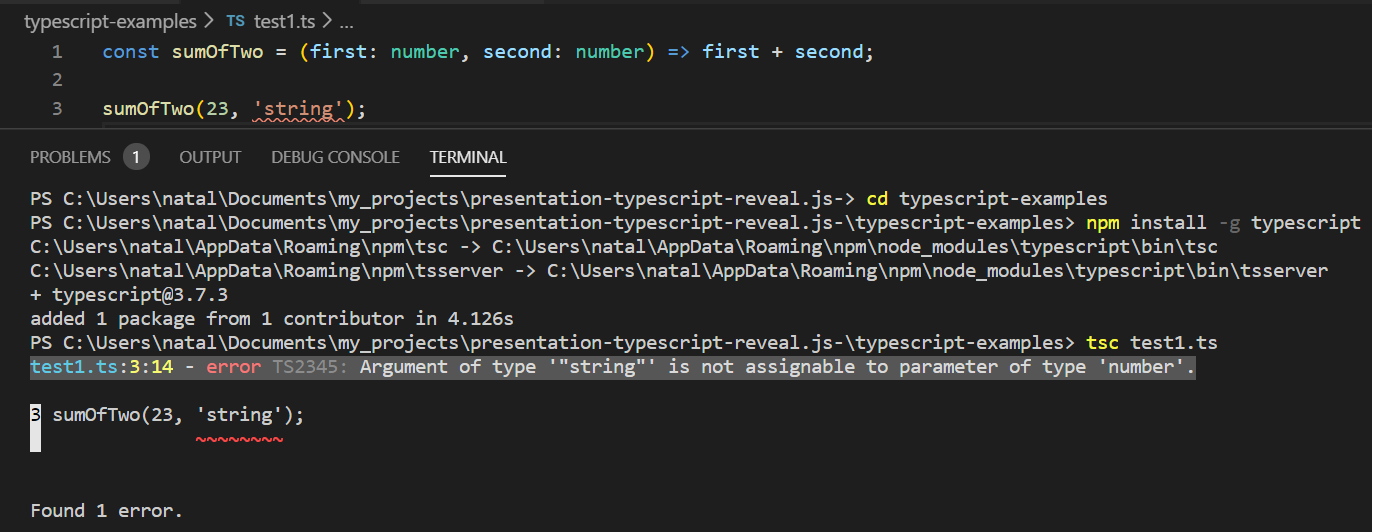 typescript-examples > TS test1.ts > ...
1 const sumOfTwo = (first: number, second: number) => first + second;
2
3 sumOfTwo(23, 'string');
PROBLEMS 1 OUTPUT DEBUG CONSOLE TERMINAL
PS C:\Users\natal\Documents\my_projects\presentation-typescript-reveal.js-> cd typescript-examples
PS C:\Users\natal\Documents\my_projects\presentation-typescript-reveal.js-\typescript-examples> npm install -g typescript
C:\Users\natal\AppData\Roaming\npm\tsc -> C:\Users\natal\AppData\Roaming\npm\node_modules\typescript\bin\tsc
C:\Users\natal\AppData\Roaming\npm\tsserver -> C:\Users\natal\AppData\Roaming\npm\node_modules\typescript\bin\tsserver
+ typescript@3.7.3
added 1 package from 1 contributor in 4.126s
PS C:\Users\natal\Documents\my_projects\presentation-typescript-reveal.js-\typescript-examples> tsc test1.ts
test1.ts:3:14 - error TS2345: Argument of type '"string"' is not assignable to parameter of type 'number'.
3 sumOfTwo(23, 'string');
~~~~~~~~
Found 1 error.